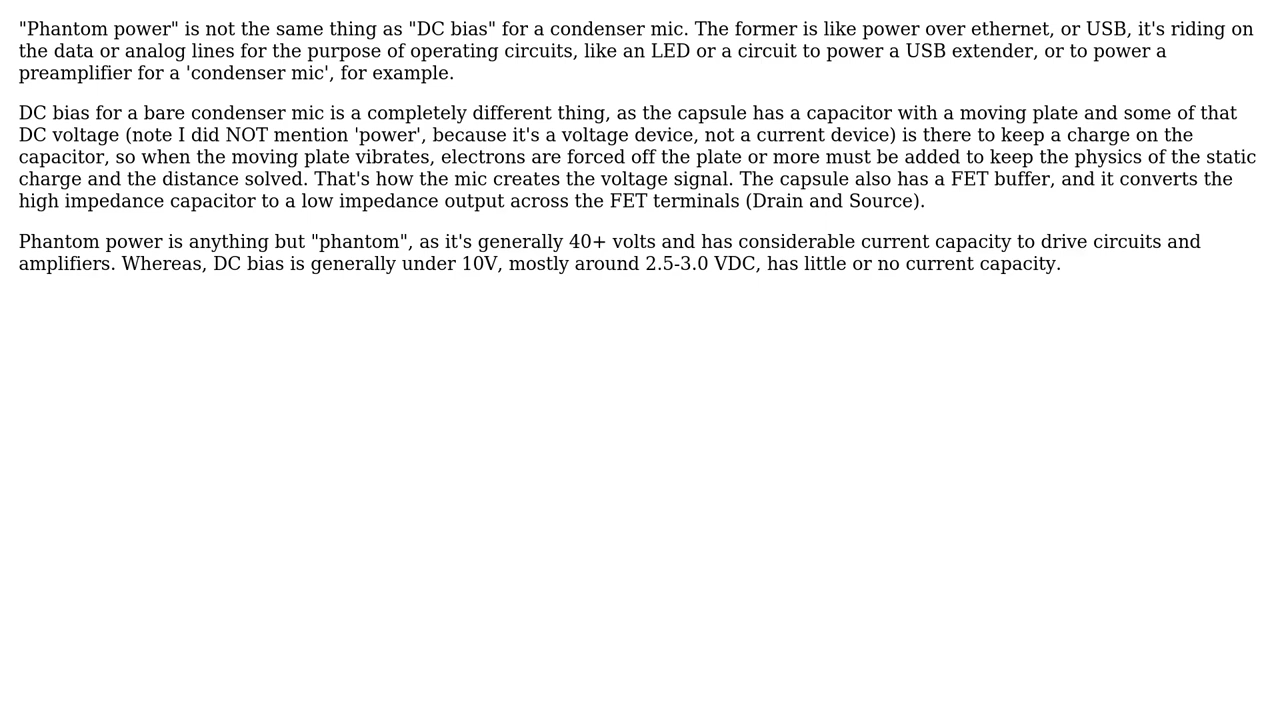 "Phantom power" is not the same thing as "DC bias" for a condenser mic. The former is like power over ethernet, or USB, it's riding on
the data or analog lines for the purpose of operating circuits, like an LED or a circuit to power a USB extender, or to power a
preamplifier for a 'condenser mic', for example.
DC bias for a bare condenser mic is a completely different thing, as the capsule has a capacitor with a moving plate and some of that
DC voltage (note I did NOT mention 'power', because it's a voltage device, not a current device) is there to keep a charge on the
capacitor, so when the moving plate vibrates, electrons are forced off the plate or more must be added to keep the physics of the static
charge and the distance solved. That's how the mic creates the voltage signal. The capsule also has a FET buffer, and it converts the
high impedance capacitor to a low impedance output across the FET terminals (Drain and Source).
Phantom power is anything but "phantom", as it's generally 40+ volts and has considerable current capacity to drive circuits and
amplifiers. Whereas, DC bias is generally under 10V, mostly around 2.5-3.0 VDC, has little or no current capacity.